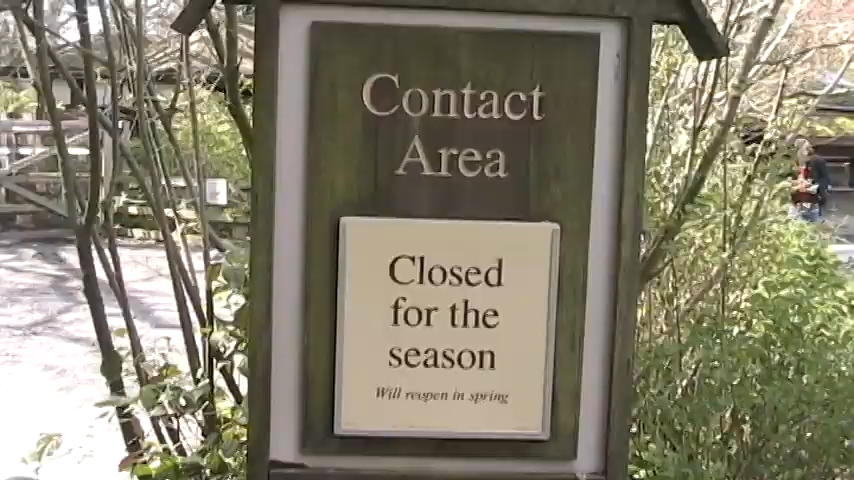 Contact
Area
Closed
for the
season
Will reopen in spring